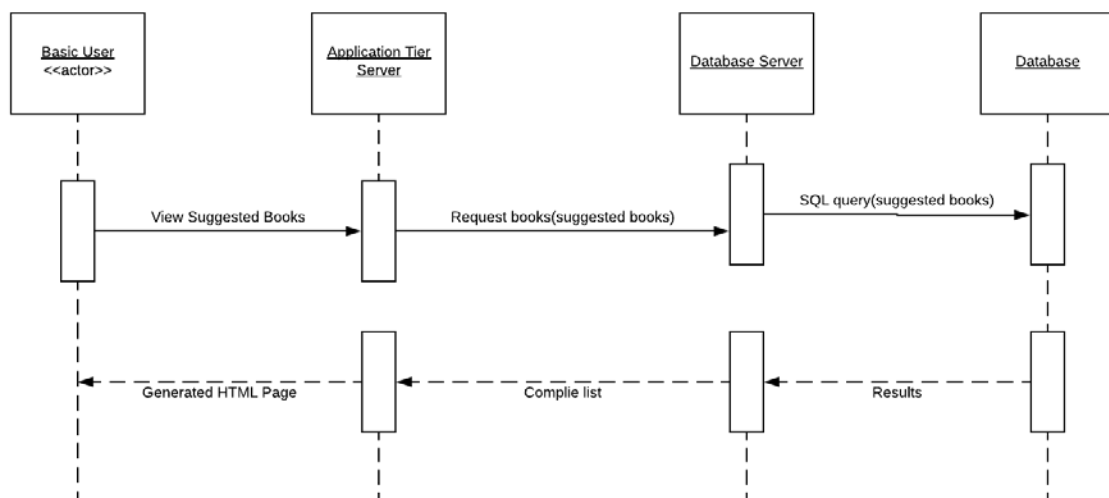 Basic User
<<actor>>
Application Tier
Server
Database Server
Database
View Suggested Books
Request books(suggested books)
SQL query(suggested books)
Generated HTML Page
Complie list
Results